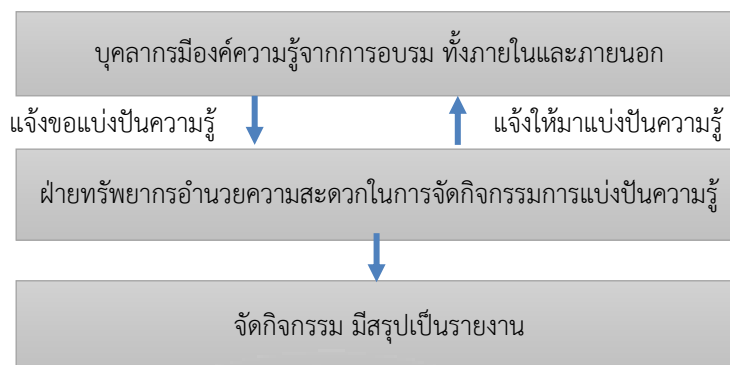 บุคลากรมีองค์ความรู้จากการอบรม ทั้งภายในและภายนอก
แจ้งขอแบ่งปันความรู้
แจ้งให้มาแบ่งปันความรู้
ฝ่ายทรัพยากรอำนวยความสะดวกในการจัดกิจกรรมการแบ่งปันความรู้
จัดกิจกรรม มีสรุปเป็นรายงาน